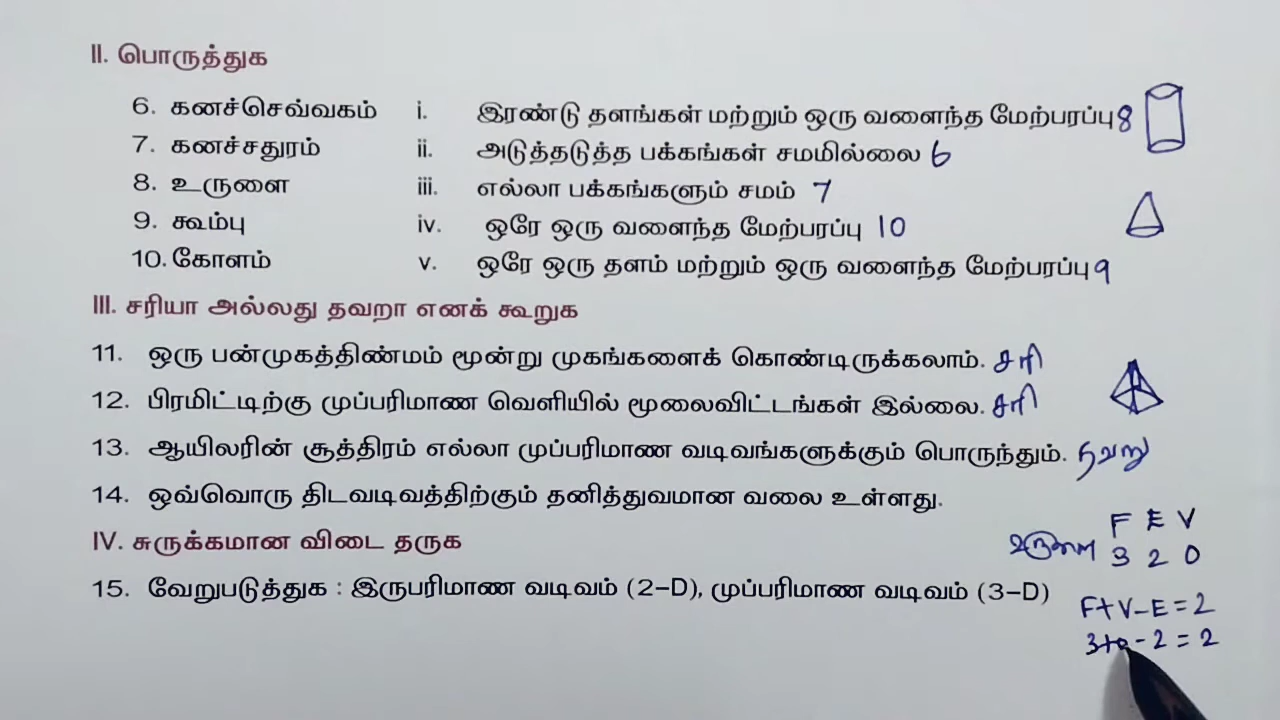 II. பொருத்துக
6. கனச்செவ்வகம் i. இரண்டு தளங்கள் மற்றும் ஒரு வளைந்த மேற்பரப்பு 8
7. கனச்சதுரம் ii. அடுத்தடுத்த பக்கங்கள் சமமில்லை 6
8. உருளை iii. எல்லா பக்கங்களும் சமம் 7
9. கூம்பு iv. ஒரே ஒரு வளைந்த மேற்பரப்பு 10
10. கோளம் v. ஒரே ஒரு தளம் மற்றும் ஒரு வளைந்த மேற்பரப்பு 9
III. சரியா அல்லது தவறா எனக் கூறுக
11. ஒரு பன்முகத்திண்மம் மூன்று முகங்களைக் கொண்டிருக்கலாம். சரி
12. பிரமிட்டிற்கு முப்பரிமாண வெளியில் மூலைவிட்டங்கள் இல்லை. சரி
13. ஆயிலரின் சூத்திரம் எல்லா முப்பரிமாண வடிவங்களுக்கும் பொருந்தும். தவறு
14. ஒவ்வொரு திடவடிவத்திற்கும் தனித்துவமான வலை உள்ளது.
F E V
IV. சுருக்கமான விடை தருக
உருளை 3 2 0
15. வேறுபடுத்துக : இருபரிமாண வடிவம் (2-D), முப்பரிமாண வடிவம் (3-D)
F+V-E=2
3+0-2=2